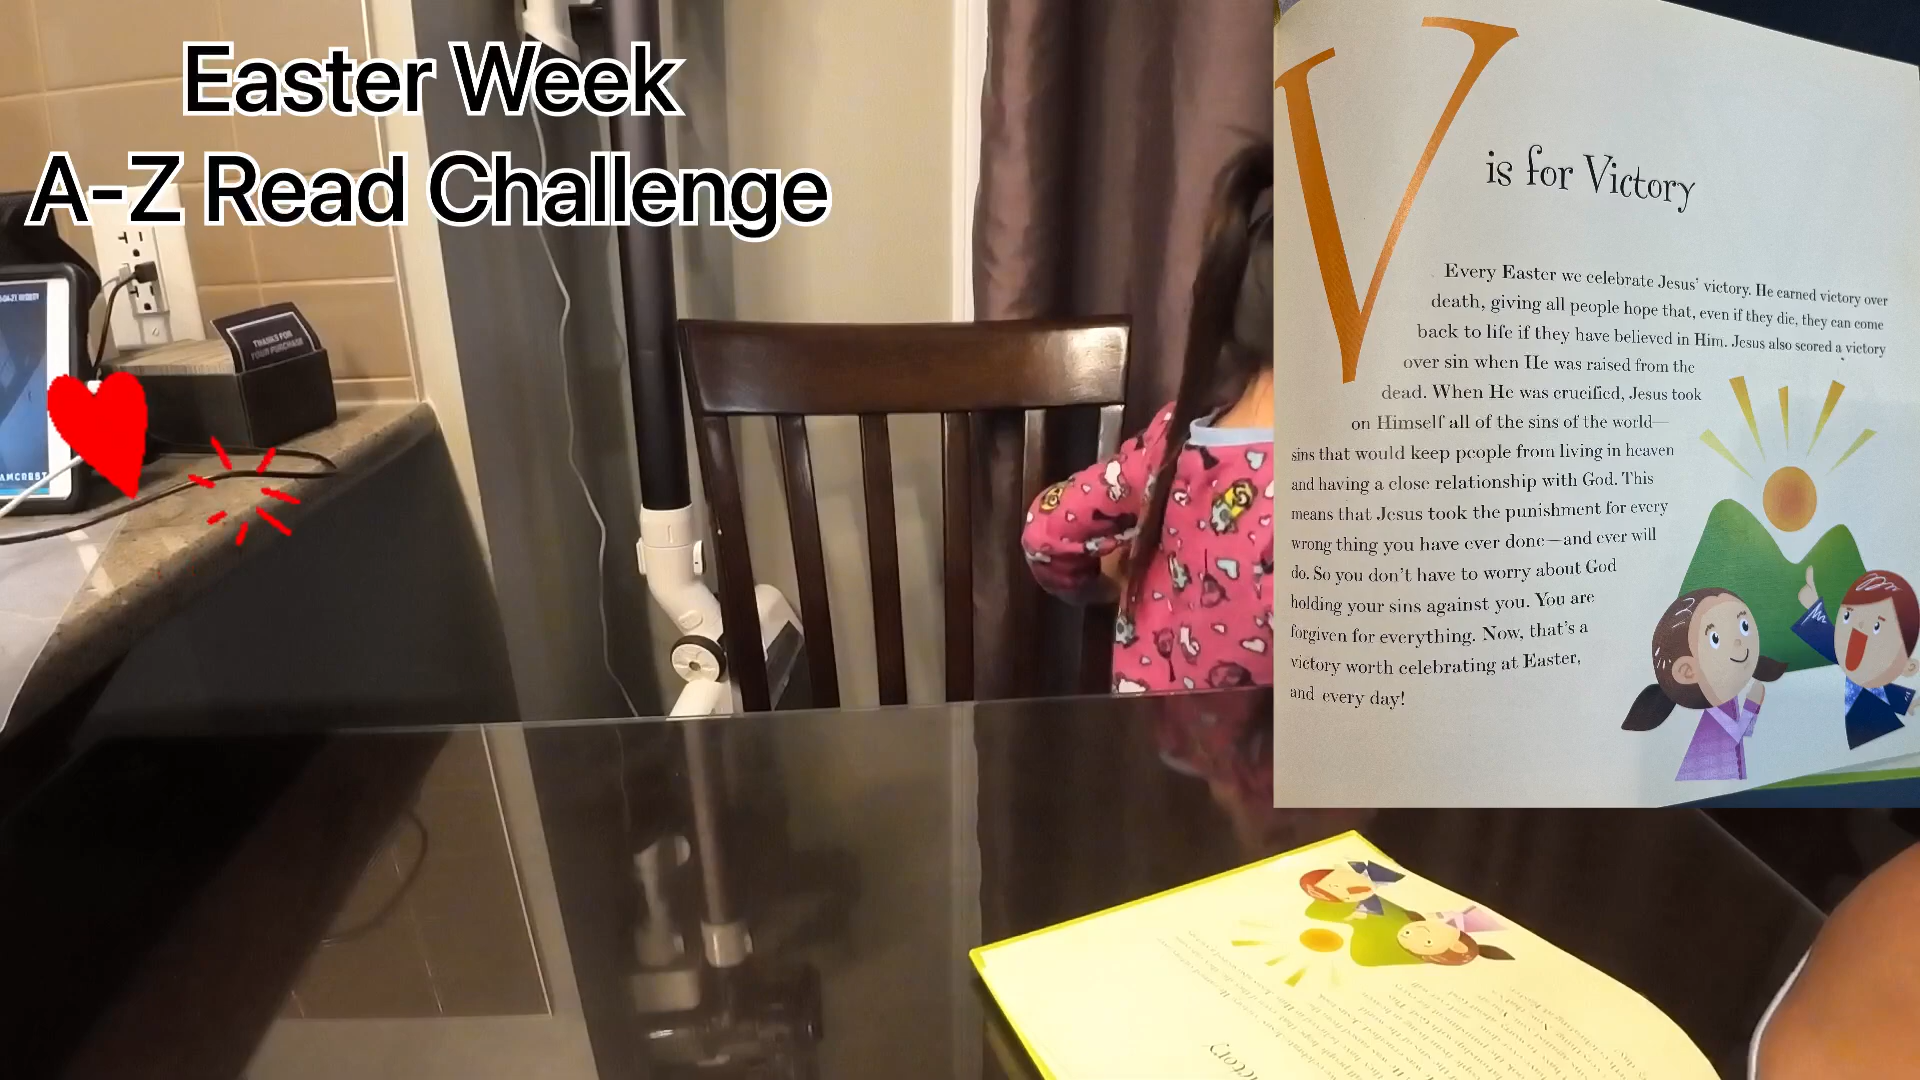 Easter Week
A-Z Read Challenge
V
is for Victory
Every Easter we celebrate Jesus' victory. He earned victory over
death, giving all people hope that, even if they die, they can come
back to life if they have believed in Him. Jesus also scored a victory
over sin when He was raised from the
dead. When He was crucified, Jesus took
on Himself all of the sins of the world—
sins that would keep people from living in heaven
and having a close relationship with God. This
means that Jesus took the punishment for every
wrong thing you have ever done—and ever will
do. So you don't have to worry about God
holding your sins against you. You are
forgiven for everything. Now, that's a
victory worth celebrating at Easter,
and every day!
THANKS FOR
YOUR PURCHASE
AMCREST